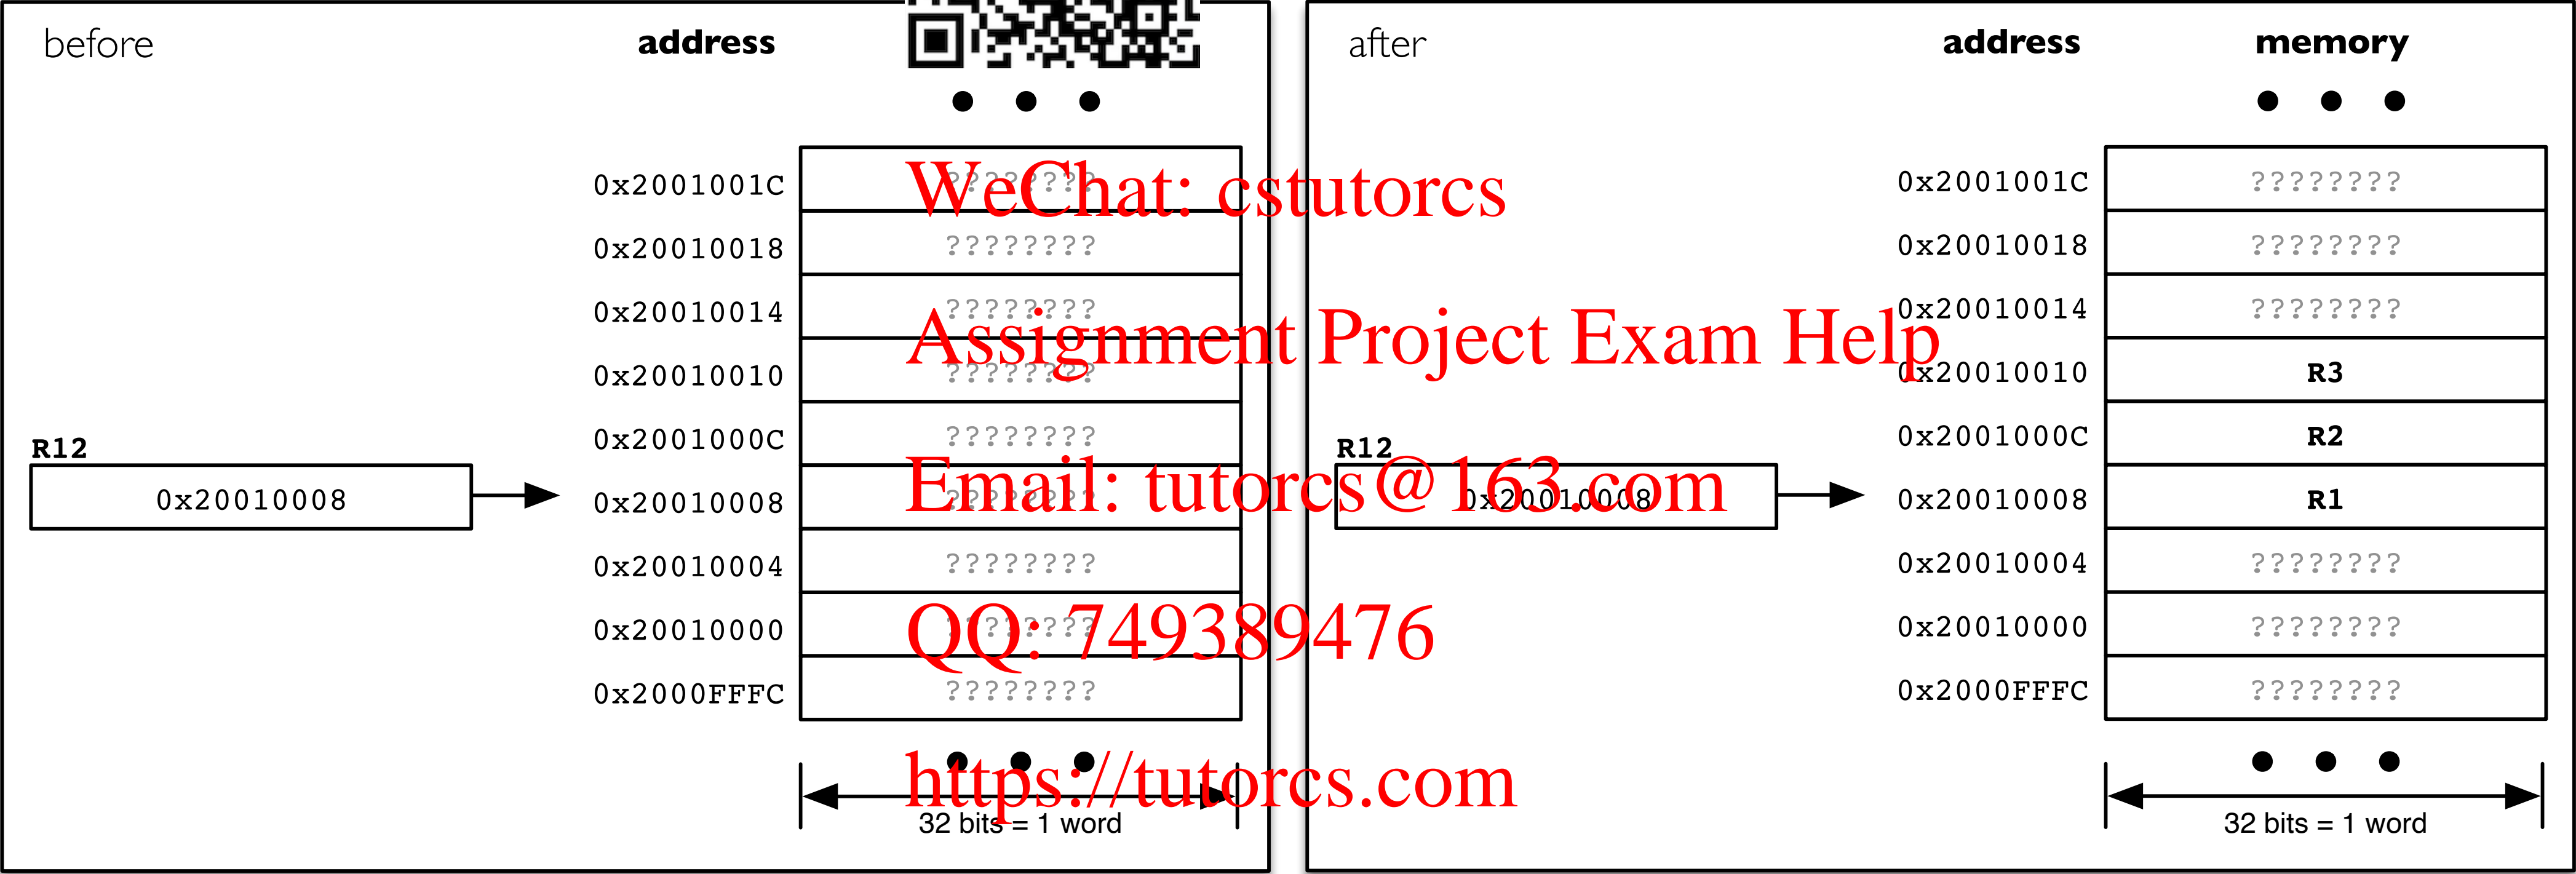 before
address
0x2001001C ????????
0x20010018 ????????
0x20010014 ????????
0x20010010 ????????
0x2001000C ????????
R12
0x20010008
0x20010008 ????????
0x20010004 ????????
0x20010000 ????????
0x2000FFFC ????????
32 bits = 1 word
after
address memory
0x2001001C ????????
0x20010018 ????????
0x20010014 ????????
0x20010010 R3
0x2001000C R2
R12
0x20010008
0x20010008 R1
0x20010004 ????????
0x20010000 ????????
0x2000FFFC ????????
32 bits = 1 word
WeChat: cstutorcs
Assignment Project Exam Help
Email: tutorcs@163.com
QQ: 749389476
https://tutorcs.com